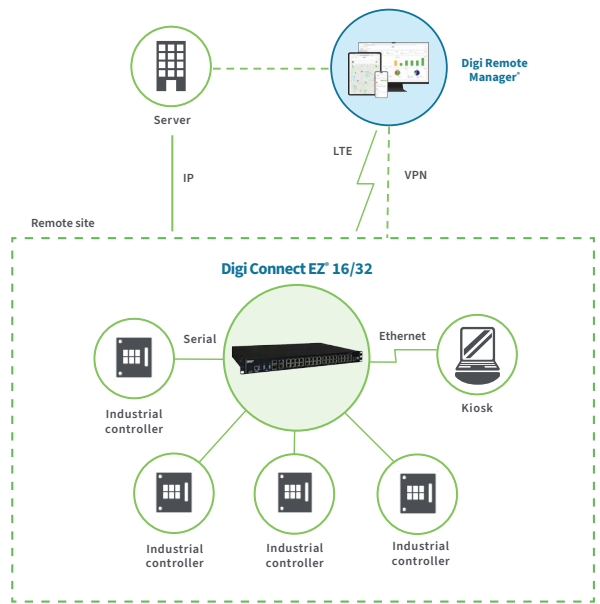 Digi Remote
Manager®
Server
LTE
IP
VPN
Remote site
Digi Connect EZ® 16/32
Serial
Ethernet
Industrial
controller
Kiosk
Industrial
controller
Industrial
controller
Industrial
controller